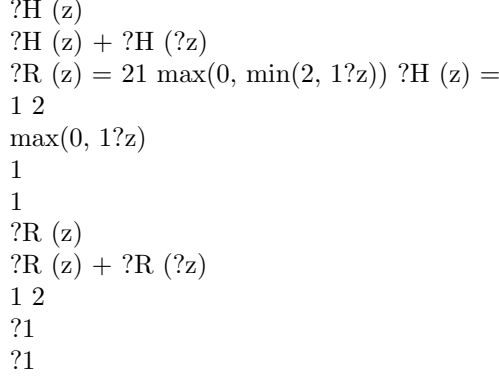 ?H (z)
?H (z) + ?H (?z)
?R (z) = 21 max(0, min(2, 1?z)) ?H (z) =
1 2
max(0, 1?z)
1
1
?R (z)
?R (z) + ?R (?z)
1 2
?1
?1